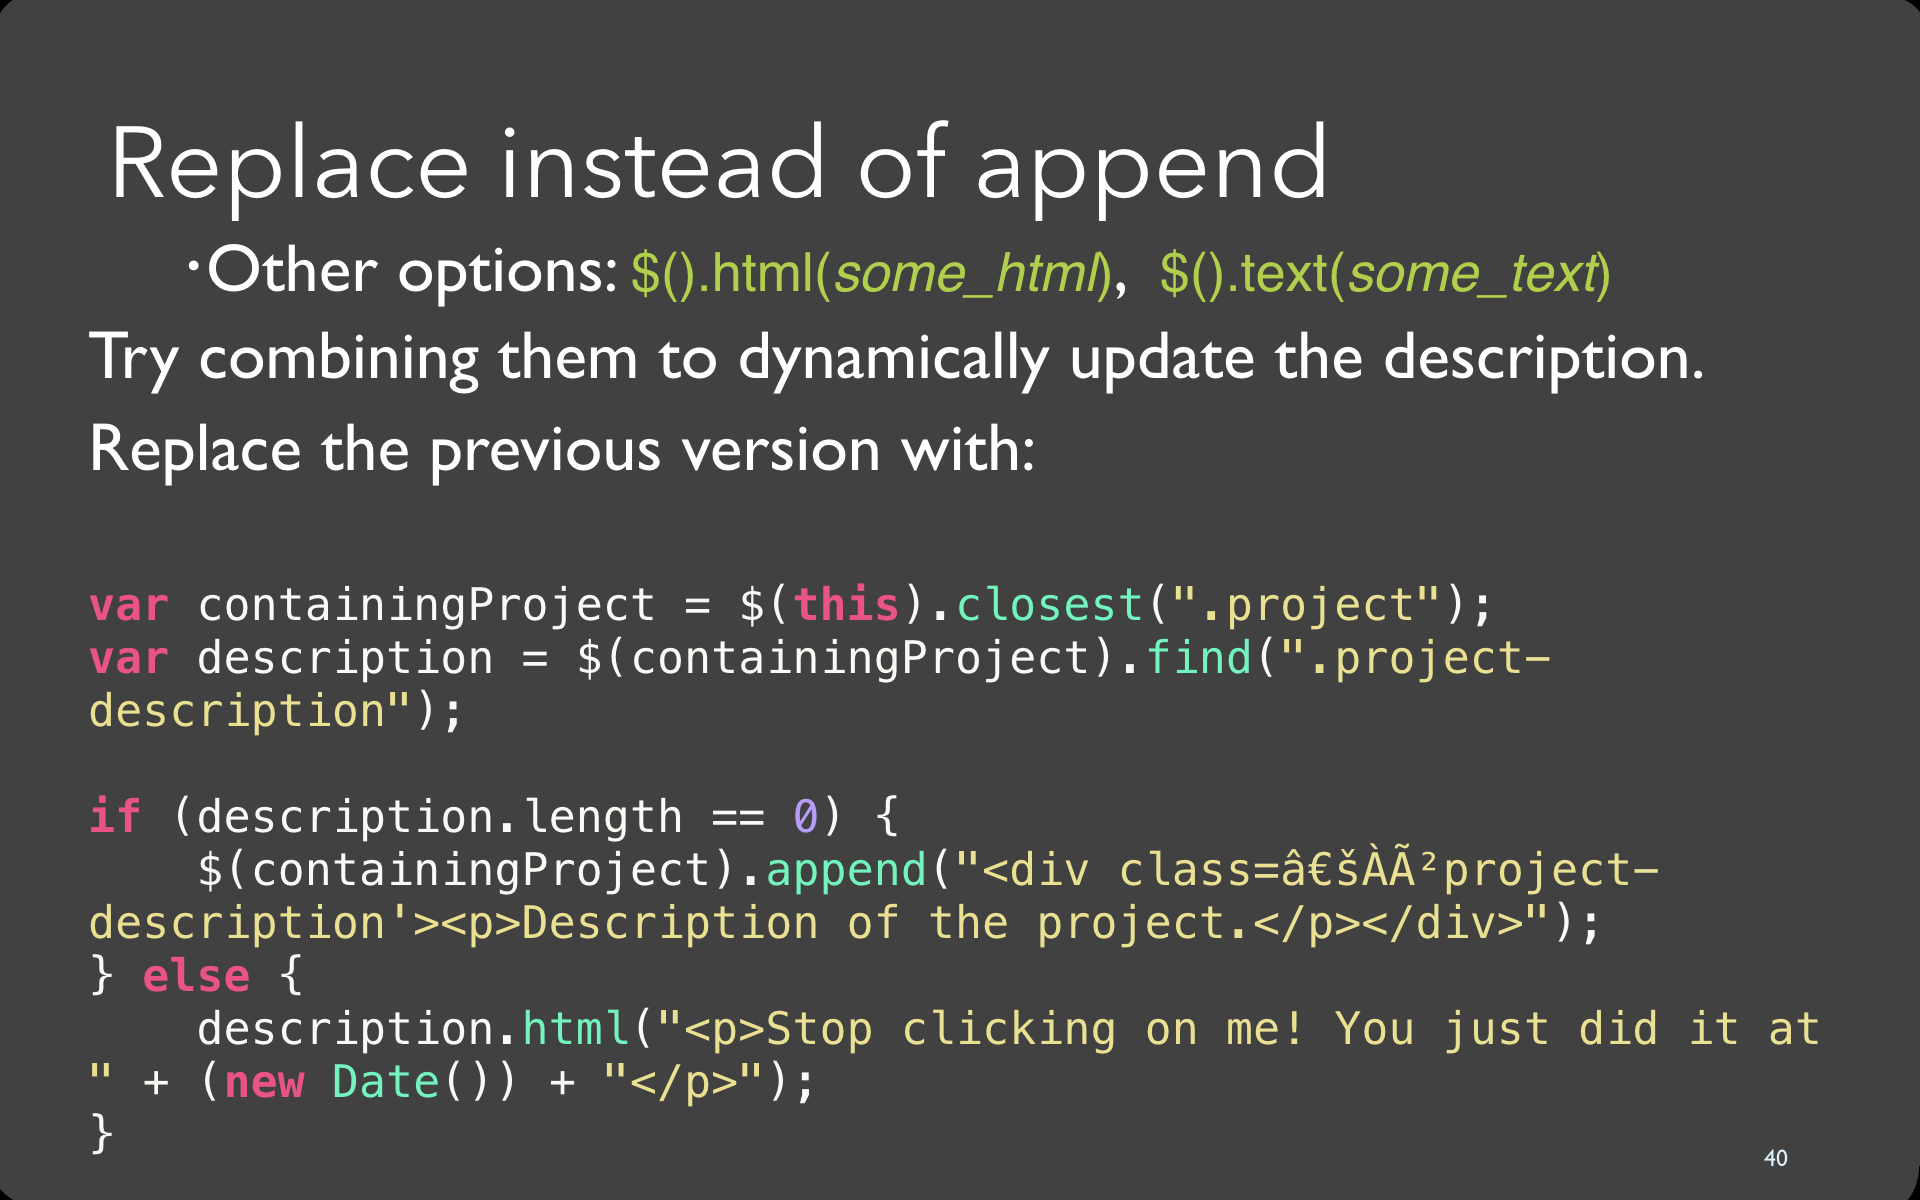 Replace instead of append
•Other options: $().html(some_html), $().text(some_text)
Try combining them to dynamically update the description.
Replace the previous version with:
var containingProject = $(this).closest(".project");
var description = $(containingProject).find(".project-
description");
if (description.length == 0) {
    $(containingProject).append("<div class=â€šÀÃ²project-
description'><p>Description of the project.</p></div>");
} else {
    description.html("<p>Stop clicking on me! You just did it at
" + (new Date()) + "</p>");
}
40